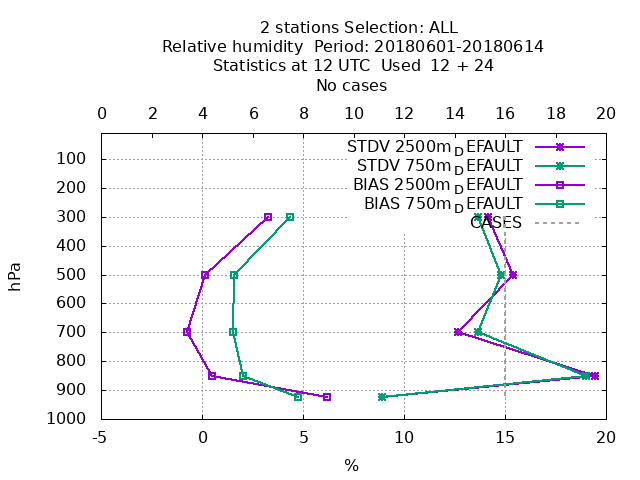 2 stations Selection: ALL
Relative humidity  Period: 20180601-20180614
Statistics at 12 UTC  Used  12 + 24
No cases
0 2 4 6 8 10 12 14 16 18 20
STDV 2500m_DEFAULT
STDV 750m_DEFAULT
BIAS 2500m_DEFAULT
BIAS 750m_DEFAULT
CASES
100
200
300
400
500
600
700
800
900
1000
hPa
-5 0 5 10 15 20
%